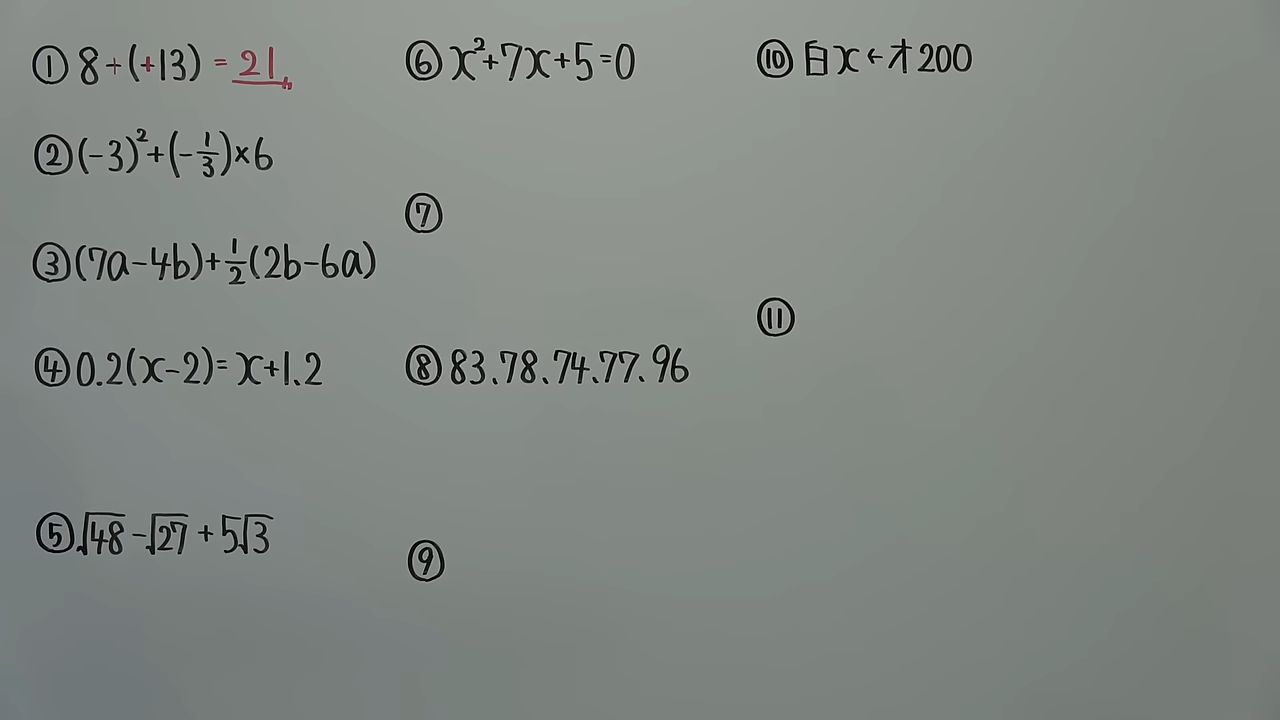 ① 8+(+13) = 21
② (-3)²+(-1/3)×6
③ (7a-4b)+1/2(2b-6a)
④ 0.2(x-2)=x+1.2
⑤ √48-√27+5√3
⑥ x²+7x+5=0
⑦
⑧ 83.78.74.77.96
⑨
⑩ 白x←オ200
⑪